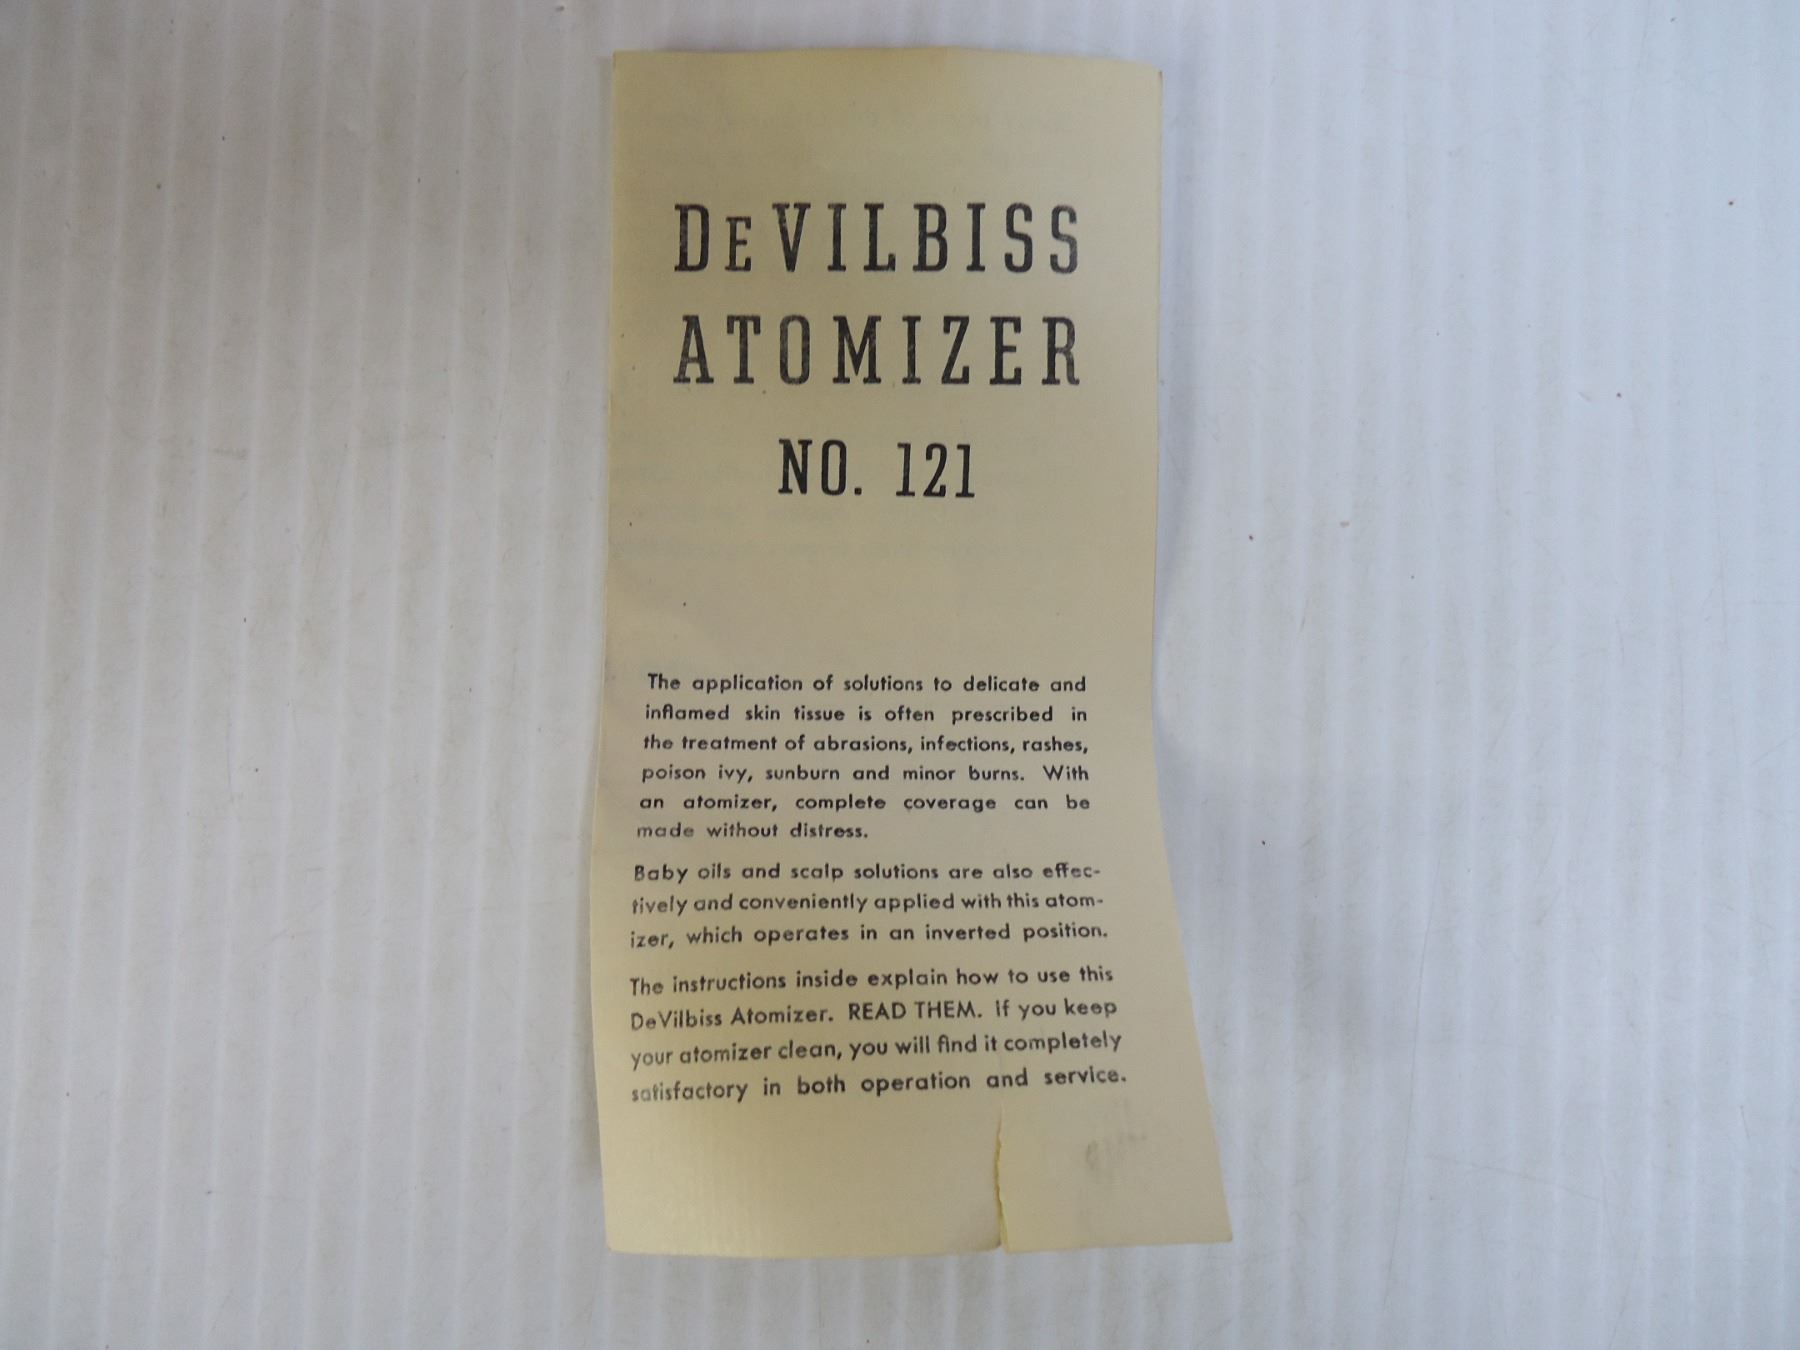 DeVILBISS
ATOMIZER
NO. 121
The application of solutions to delicate and
inflamed skin tissue is often prescribed in
the treatment of abrasions, infections, rashes,
poison ivy, sunburn and minor burns. With
an atomizer, complete coverage can be
made without distress.
Baby oils and scalp solutions are also effec-
tively and conveniently applied with this atom-
izer, which operates in an inverted position.
The instructions inside explain how to use this
DeVilbiss Atomizer. READ THEM. If you keep
your atomizer clean, you will find it completely
satisfactory in both operation and service.